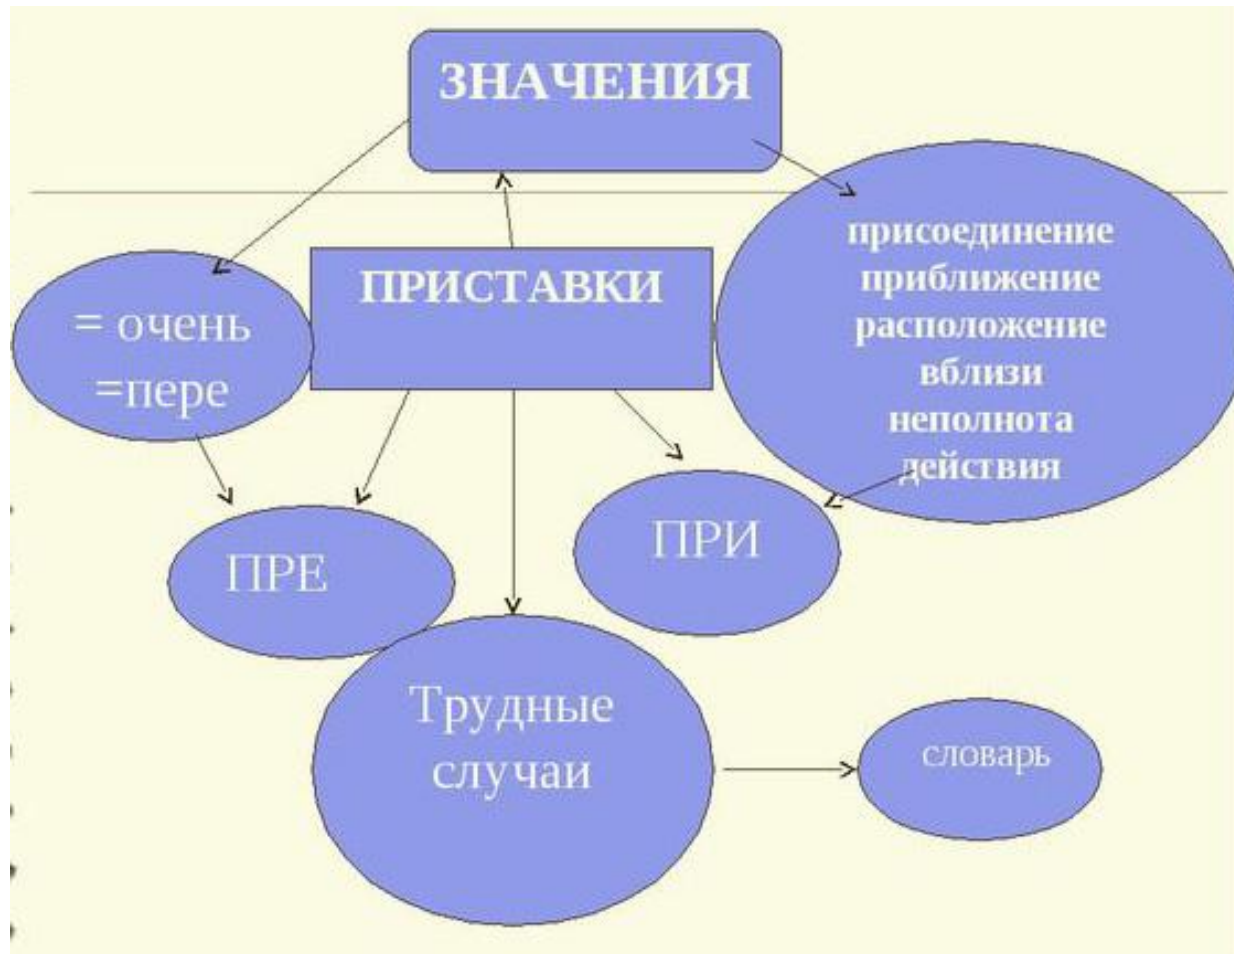 ЗНАЧЕНИЯ
ПРИСТАВКИ
= очень
=пере
присоединение
приближение
расположение
вблизи
неполнота
действия
ПРЕ
ПРИ
Трудные
случаи
словарь